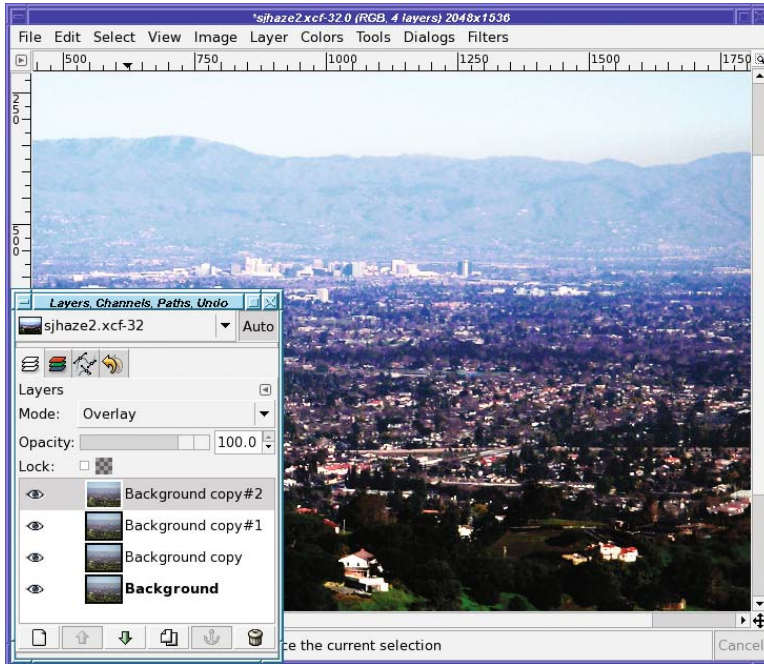 *sjhaze2.xcf-32.0 (RGB, 4 layers) 2048x1536
File Edit Select View Image Layer Colors Tools Dialogs Filters
500 750 1000 1250 1500 1750
250
500
Layers, Channels, Paths, Undo
sjhaze2.xcf-32 Auto
Layers
Mode: Overlay
Opacity: 100.0
Lock:
Background copy#2
Background copy#1
Background copy
Background
ce the current selection Cancel